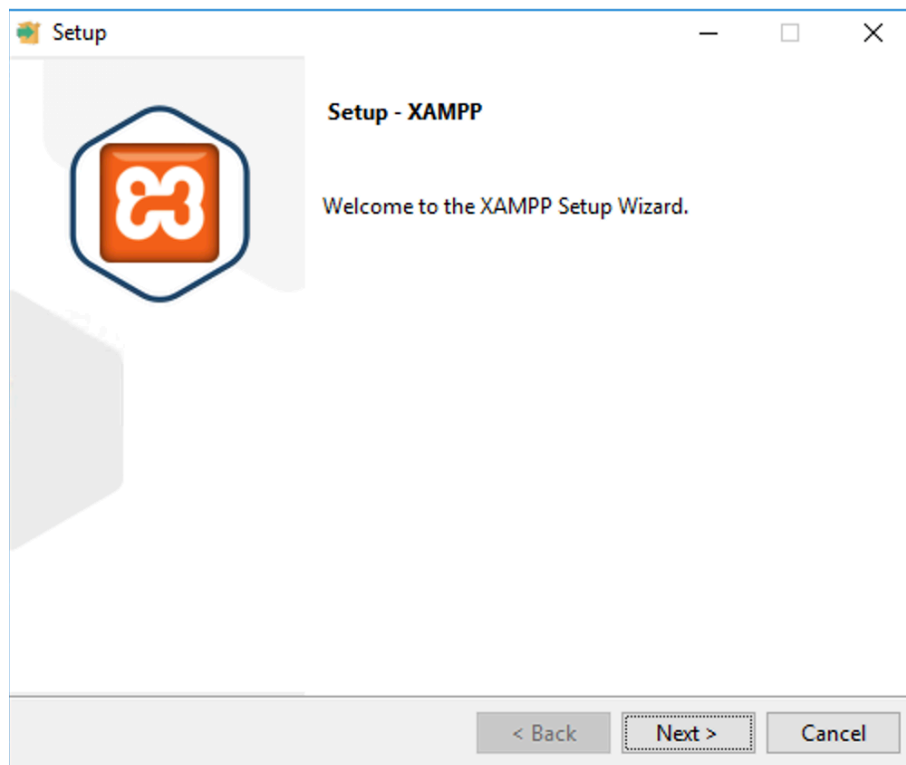 Setup
Setup - XAMPP
Welcome to the XAMPP Setup Wizard.
< Back
Next >
Cancel